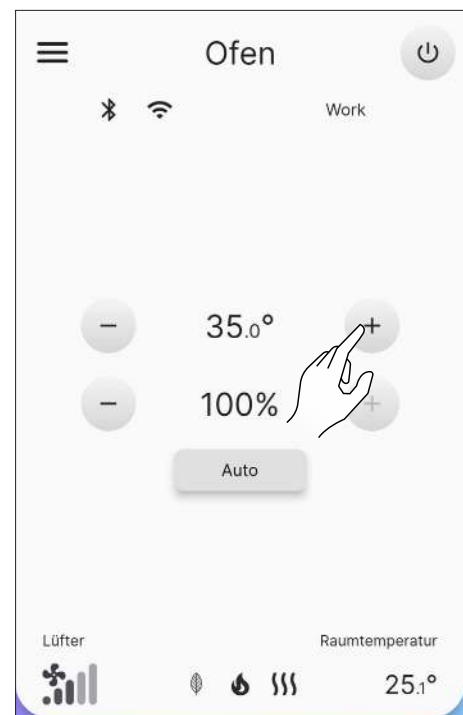 Ofen
Work
35.0°
100%
Auto
Lüfter
Raumtemperatur
25.1°